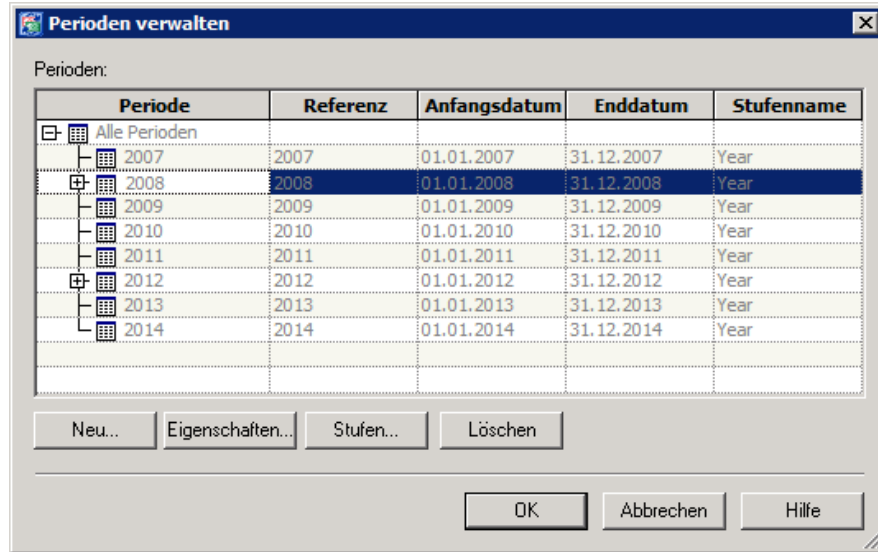 Perioden verwalten
Perioden:
Periode Referenz Anfangsdatum Enddatum Stufenname
Alle Perioden
2007 2007 01.01.2007 31.12.2007 Year
2008 2008 01.01.2008 31.12.2008 Year
2009 2009 01.01.2009 31.12.2009 Year
2010 2010 01.01.2010 31.12.2010 Year
2011 2011 01.01.2011 31.12.2011 Year
2012 2012 01.01.2012 31.12.2012 Year
2013 2013 01.01.2013 31.12.2013 Year
2014 2014 01.01.2014 31.12.2014 Year
Neu... Eigenschaften... Stufen... Löschen
OK Abbrechen Hilfe